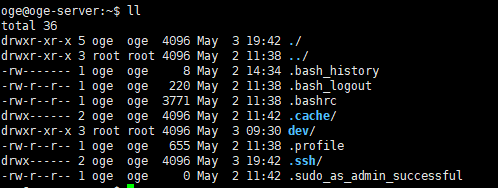 oge@oge-server:~$ ll
total 36
drwxr-xr-x 5 oge  oge  4096 May  3 19:42 ./
drwxr-xr-x 3 root root 4096 May  2 11:38 ../
-rw------- 1 oge  oge     8 May  2 14:34 .bash_history
-rw-r--r-- 1 oge  oge   220 May  2 11:38 .bash_logout
-rw-r--r-- 1 oge  oge  3771 May  2 11:38 .bashrc
drwx------ 2 oge  oge  4096 May  2 11:42 .cache/
drwxr-xr-x 3 root root 4096 May  3 09:30 dev/
-rw-r--r-- 1 oge  oge   655 May  2 11:38 .profile
drwx------ 2 oge  oge  4096 May  3 19:42 .ssh/
-rw-r--r-- 1 oge  oge     0 May  2 11:42 .sudo_as_admin_successful